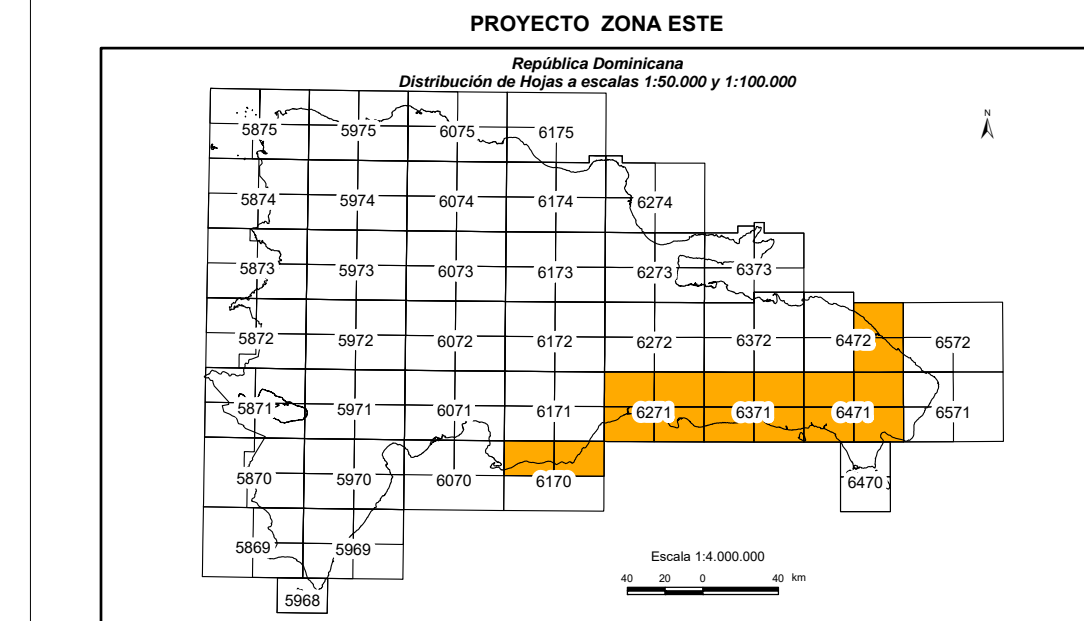 PROYECTO ZONA ESTE
República Dominicana
Distribución de Hojas a escalas 1:50.000 y 1:100.000
N
5875 5975 6075 6175
5874 5974 6074 6174 6274
5873 5973 6073 6173 6273 6373
5872 5972 6072 6172 6272 6372 6472 6572
5871 5971 6071 6171 6271 6371 6471 6571
5870 5970 6070 6170 6470
5869 5969
5968
Escala 1:4.000.000
40 20 0 40 km